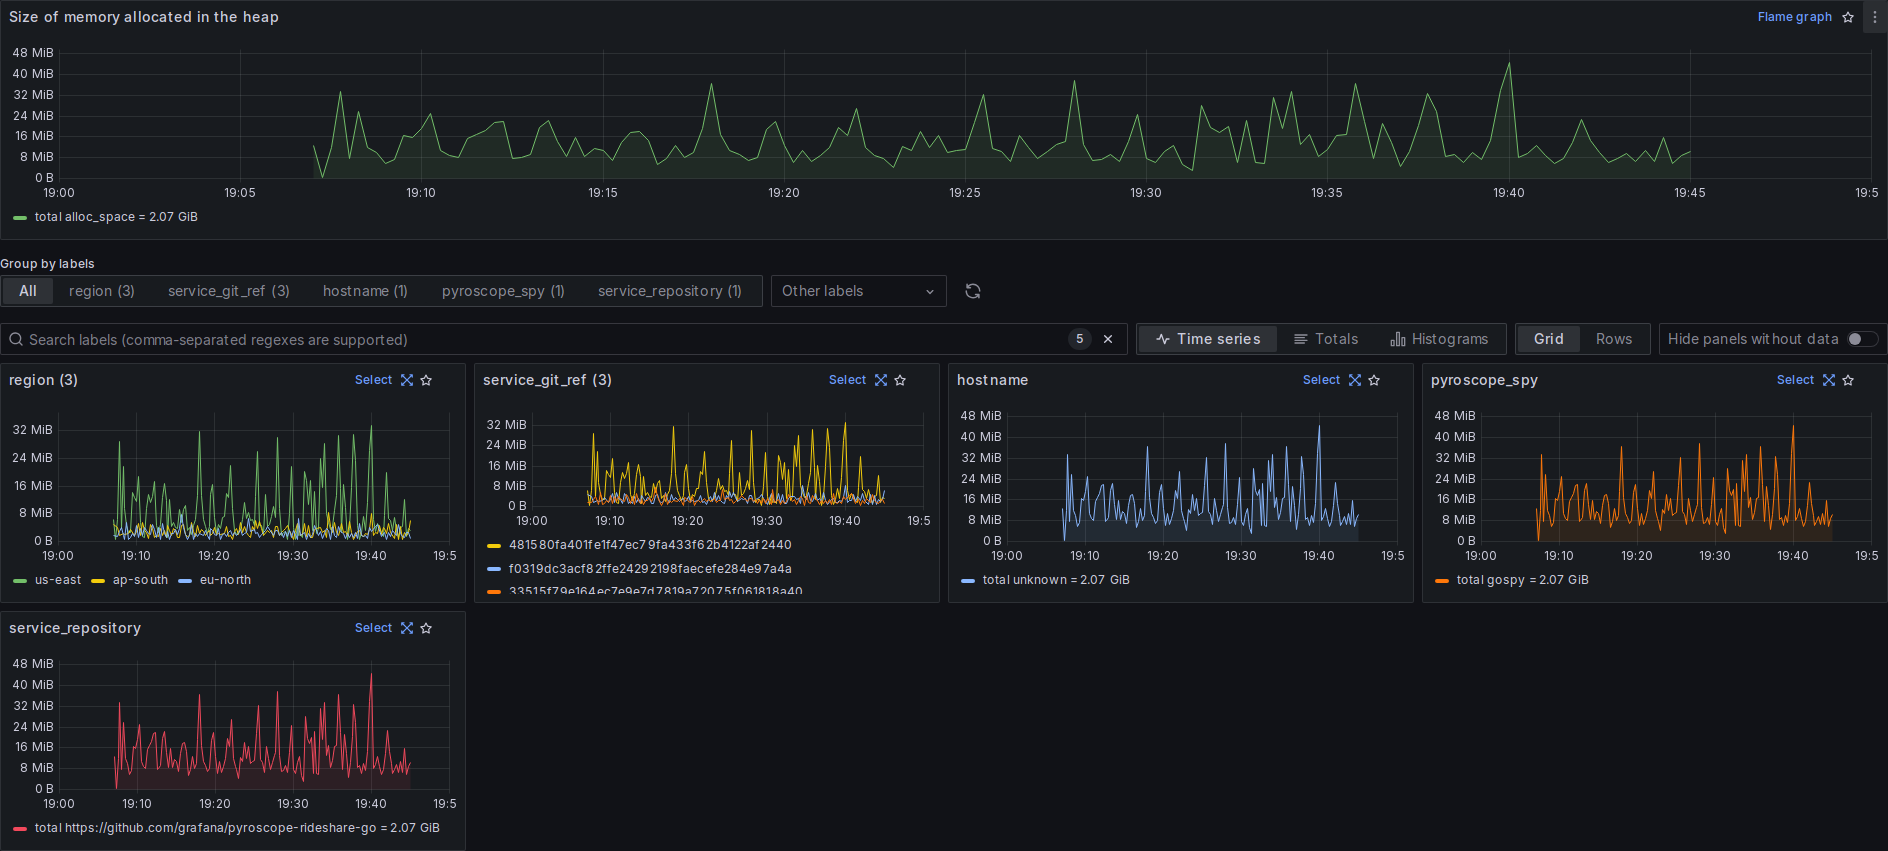 Size of memory allocated in the heap
Flame graph
48 MiB
40 MiB
32 MiB
24 MiB
16 MiB
8 MiB
0 B
19:00 19:05 19:10 19:15 19:20 19:25 19:30 19:35 19:40 19:45 19:5
total alloc_space = 2.07 GiB
Group by labels
All region (3) service_git_ref (3) hostname (1) pyroscope_spy (1) service_repository (1) Other labels
Search labels (comma-separated regexes are supported) 5 Time series Totals Histograms Grid Rows Hide panels without data
region (3) Select
32 MiB
24 MiB
16 MiB
8 MiB
0 B
19:00 19:10 19:20 19:30 19:40 19:5
us-east ap-south eu-north
service_git_ref (3) Select
32 MiB
24 MiB
16 MiB
8 MiB
0 B
19:00 19:10 19:20 19:30 19:40 19:5
481580fa401fe1f47ec79fa433f62b4122af2440
f0319dc3acf82ffe24292198faecefe284e97a4a
33515f79e164ec7e9e7d7819a72075f061818a40
hostname Select
48 MiB
40 MiB
32 MiB
24 MiB
16 MiB
8 MiB
0 B
19:00 19:10 19:20 19:30 19:40 19:5
total unknown = 2.07 GiB
pyroscope_spy Select
48 MiB
40 MiB
32 MiB
24 MiB
16 MiB
8 MiB
0 B
19:00 19:10 19:20 19:30 19:40 19:5
total gospy = 2.07 GiB
service_repository Select
48 MiB
40 MiB
32 MiB
24 MiB
16 MiB
8 MiB
0 B
19:00 19:10 19:20 19:30 19:40 19:5
total https://github.com/grafana/pyroscope-rideshare-go = 2.07 GiB